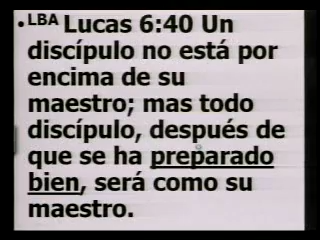 • LBA Lucas 6:40 Un
discípulo no está por
encima de su
maestro; mas todo
discípulo, después de
que se ha preparado
bien, será como su
maestro.